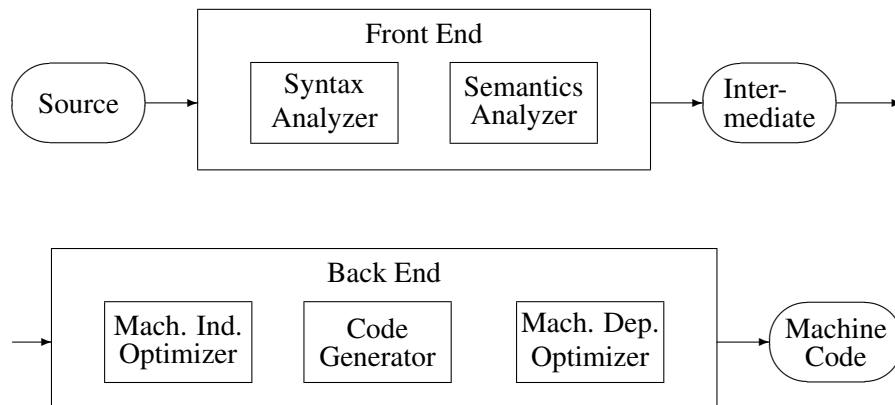 Front End
Source
Syntax
Analyzer
Semantics
Analyzer
Inter-
mediate
Back End
Mach. Ind.
Optimizer
Code
Generator
Mach. Dep.
Optimizer
Machine
Code